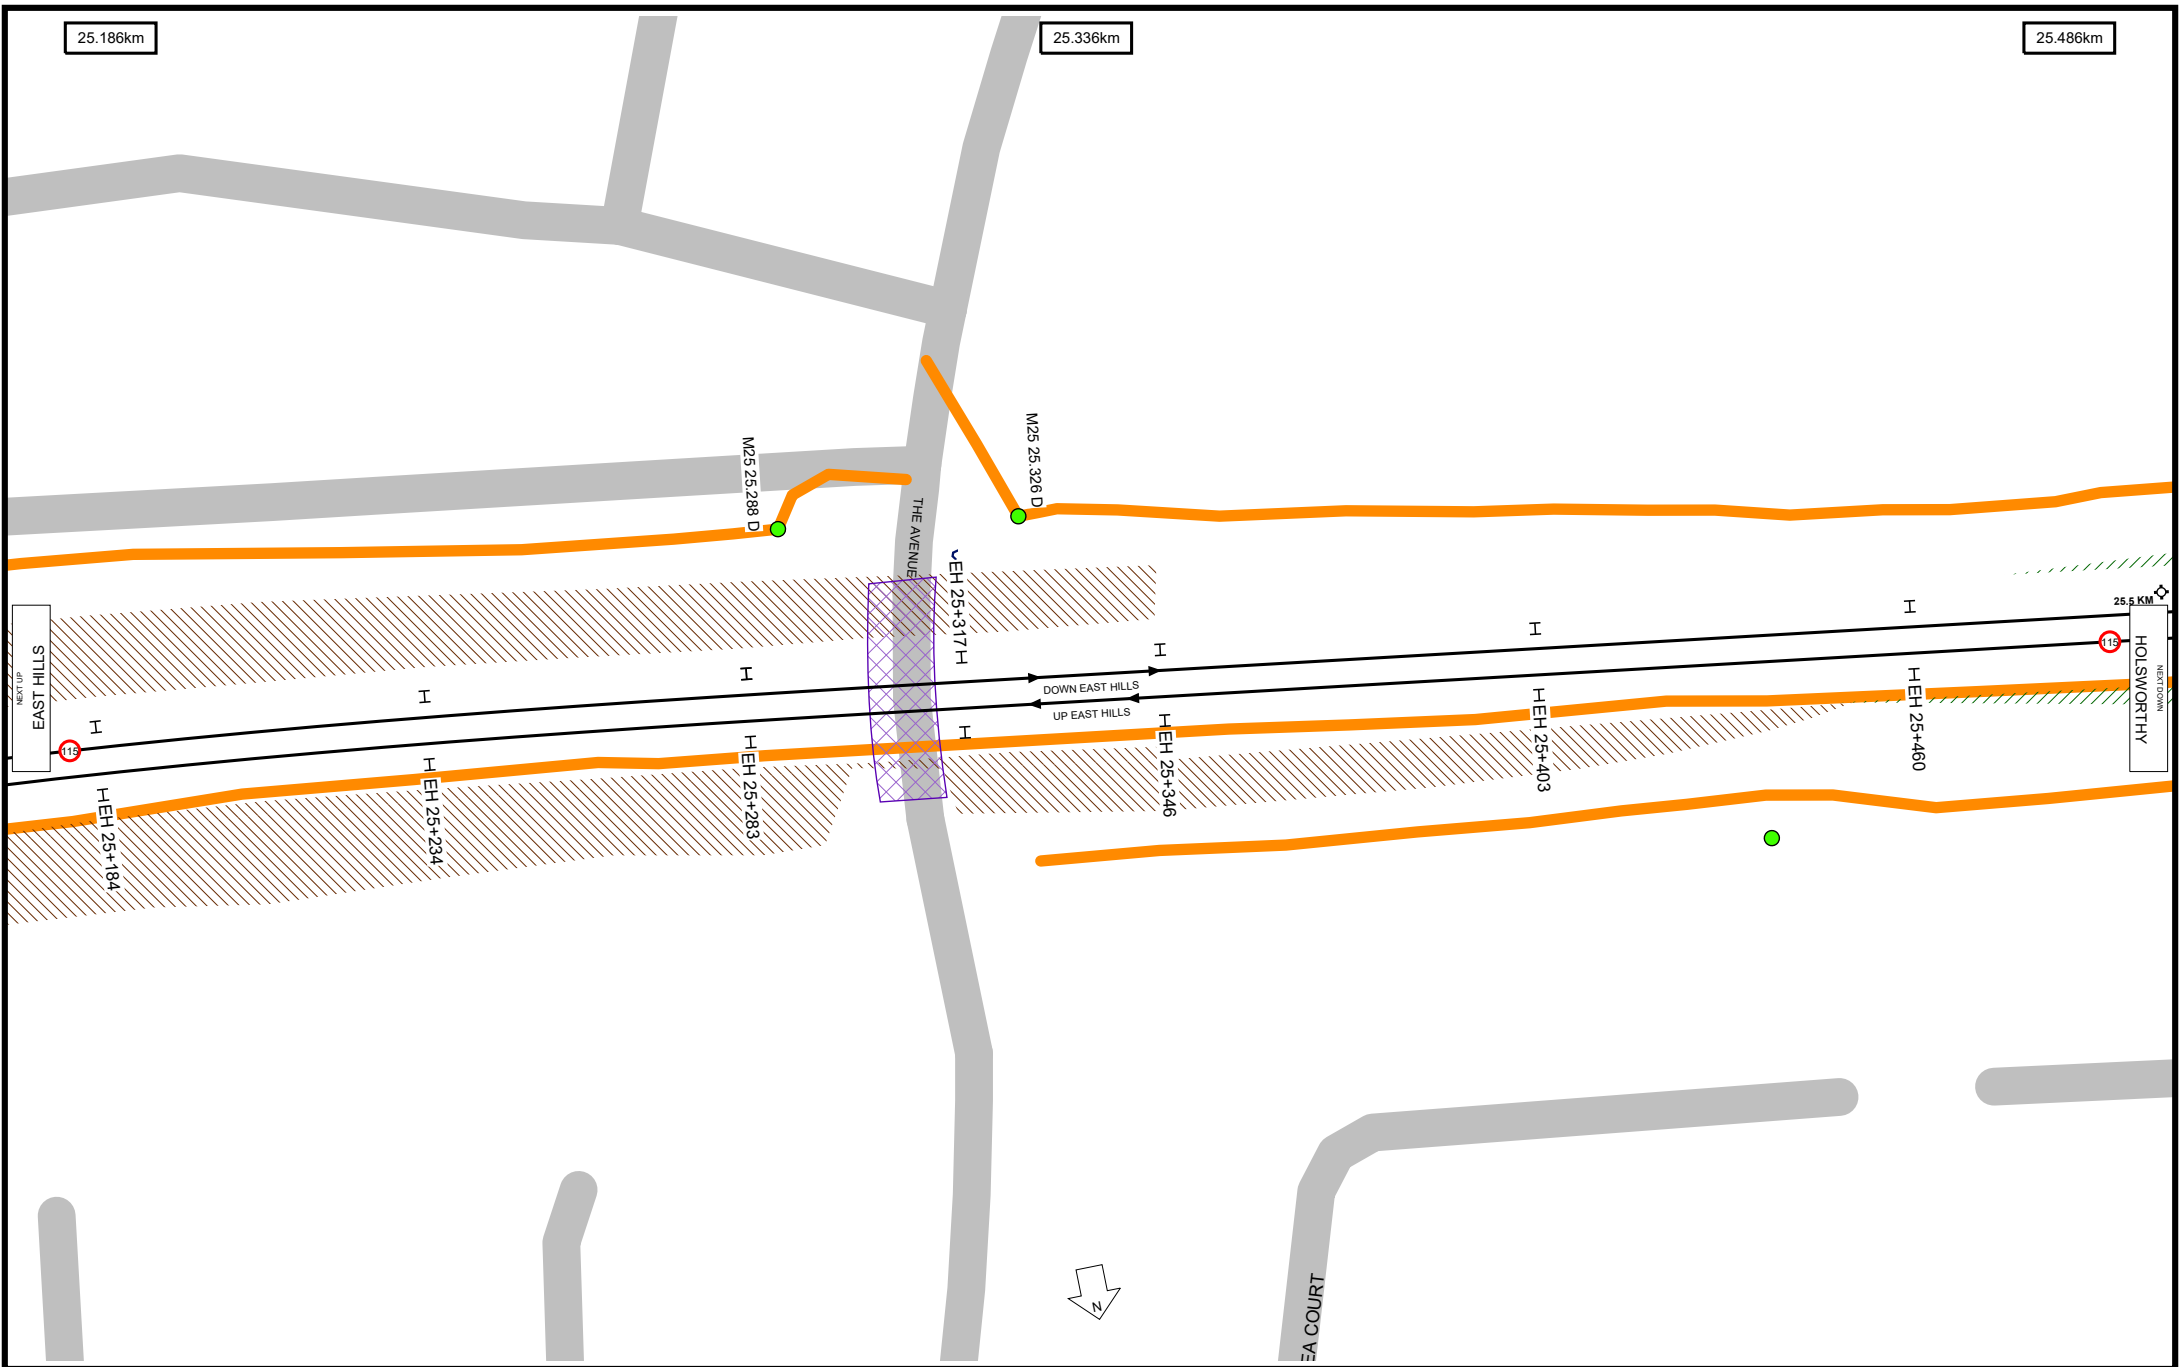 25.186km
25.336km
25.486km
M25 25.288 D
M25 25.326 D
THE AVENUE
EH 25+317
25.5 KM
NEXT UP
EAST HILLS
115
115
HOLSWORTHY
NEXT DOWN
DOWN EAST HILLS
UP EAST HILLS
EH 25+184
EH 25+234
EH 25+283
EH 25+346
EH 25+403
EH 25+460
N
EA COURT